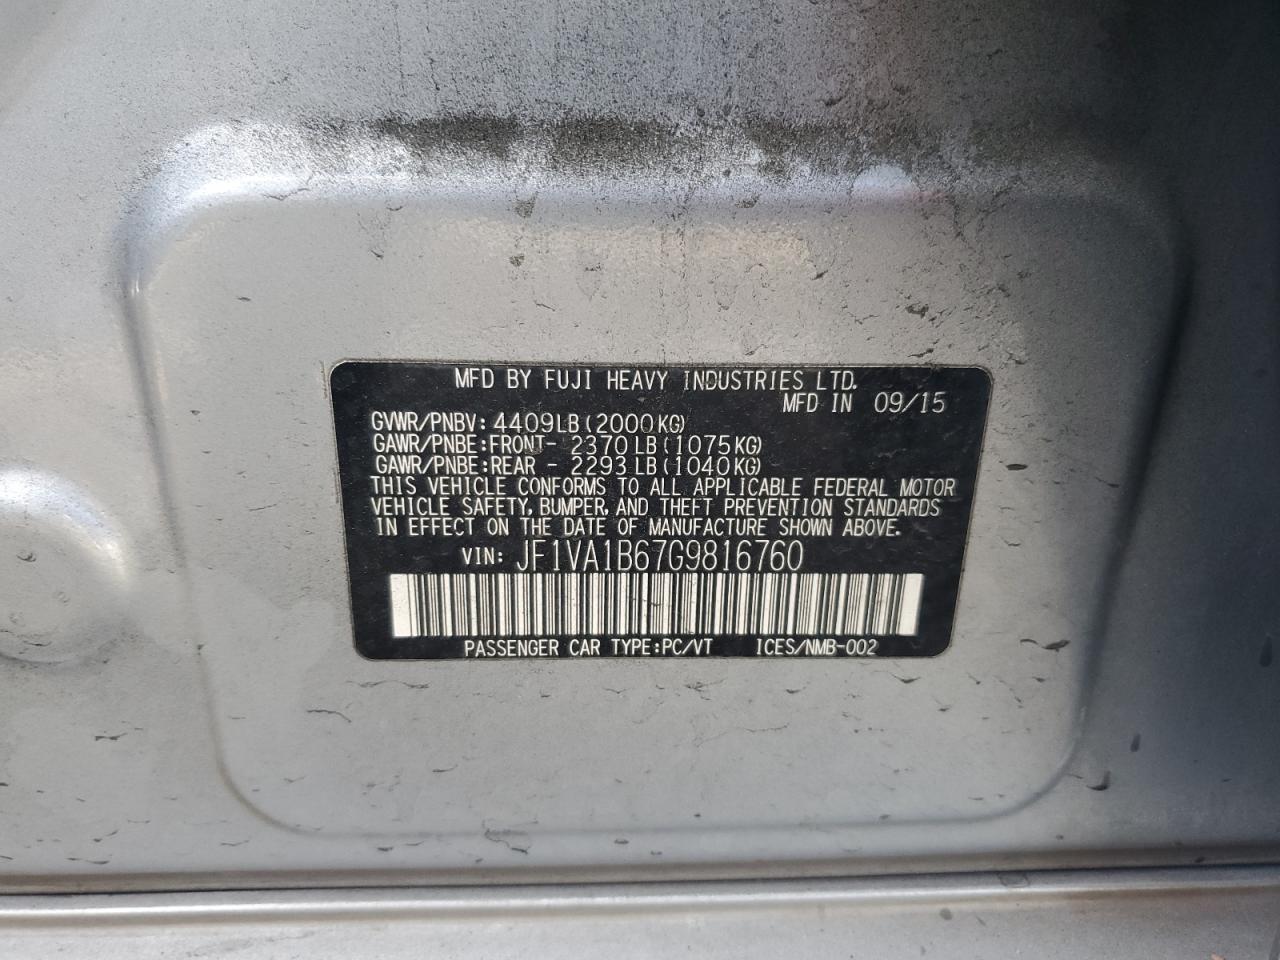 MFD BY FUJI HEAVY INDUSTRIES LTD.
MFD IN 09/15
GVWR/PNBV: 4409LB (2000KG)
GAWR/PNBE:FRONT- 2370LB (1075KG)
GAWR/PNBE:REAR - 2293LB (1040KG)
THIS VEHICLE CONFORMS TO ALL APPLICABLE FEDERAL MOTOR
VEHICLE SAFETY, BUMPER, AND THEFT PREVENTION STANDARDS
IN EFFECT ON THE DATE OF MANUFACTURE SHOWN ABOVE.
VIN: JF1VA1B67G9816760
PASSENGER CAR TYPE:PC/VT ICES/NMB-002